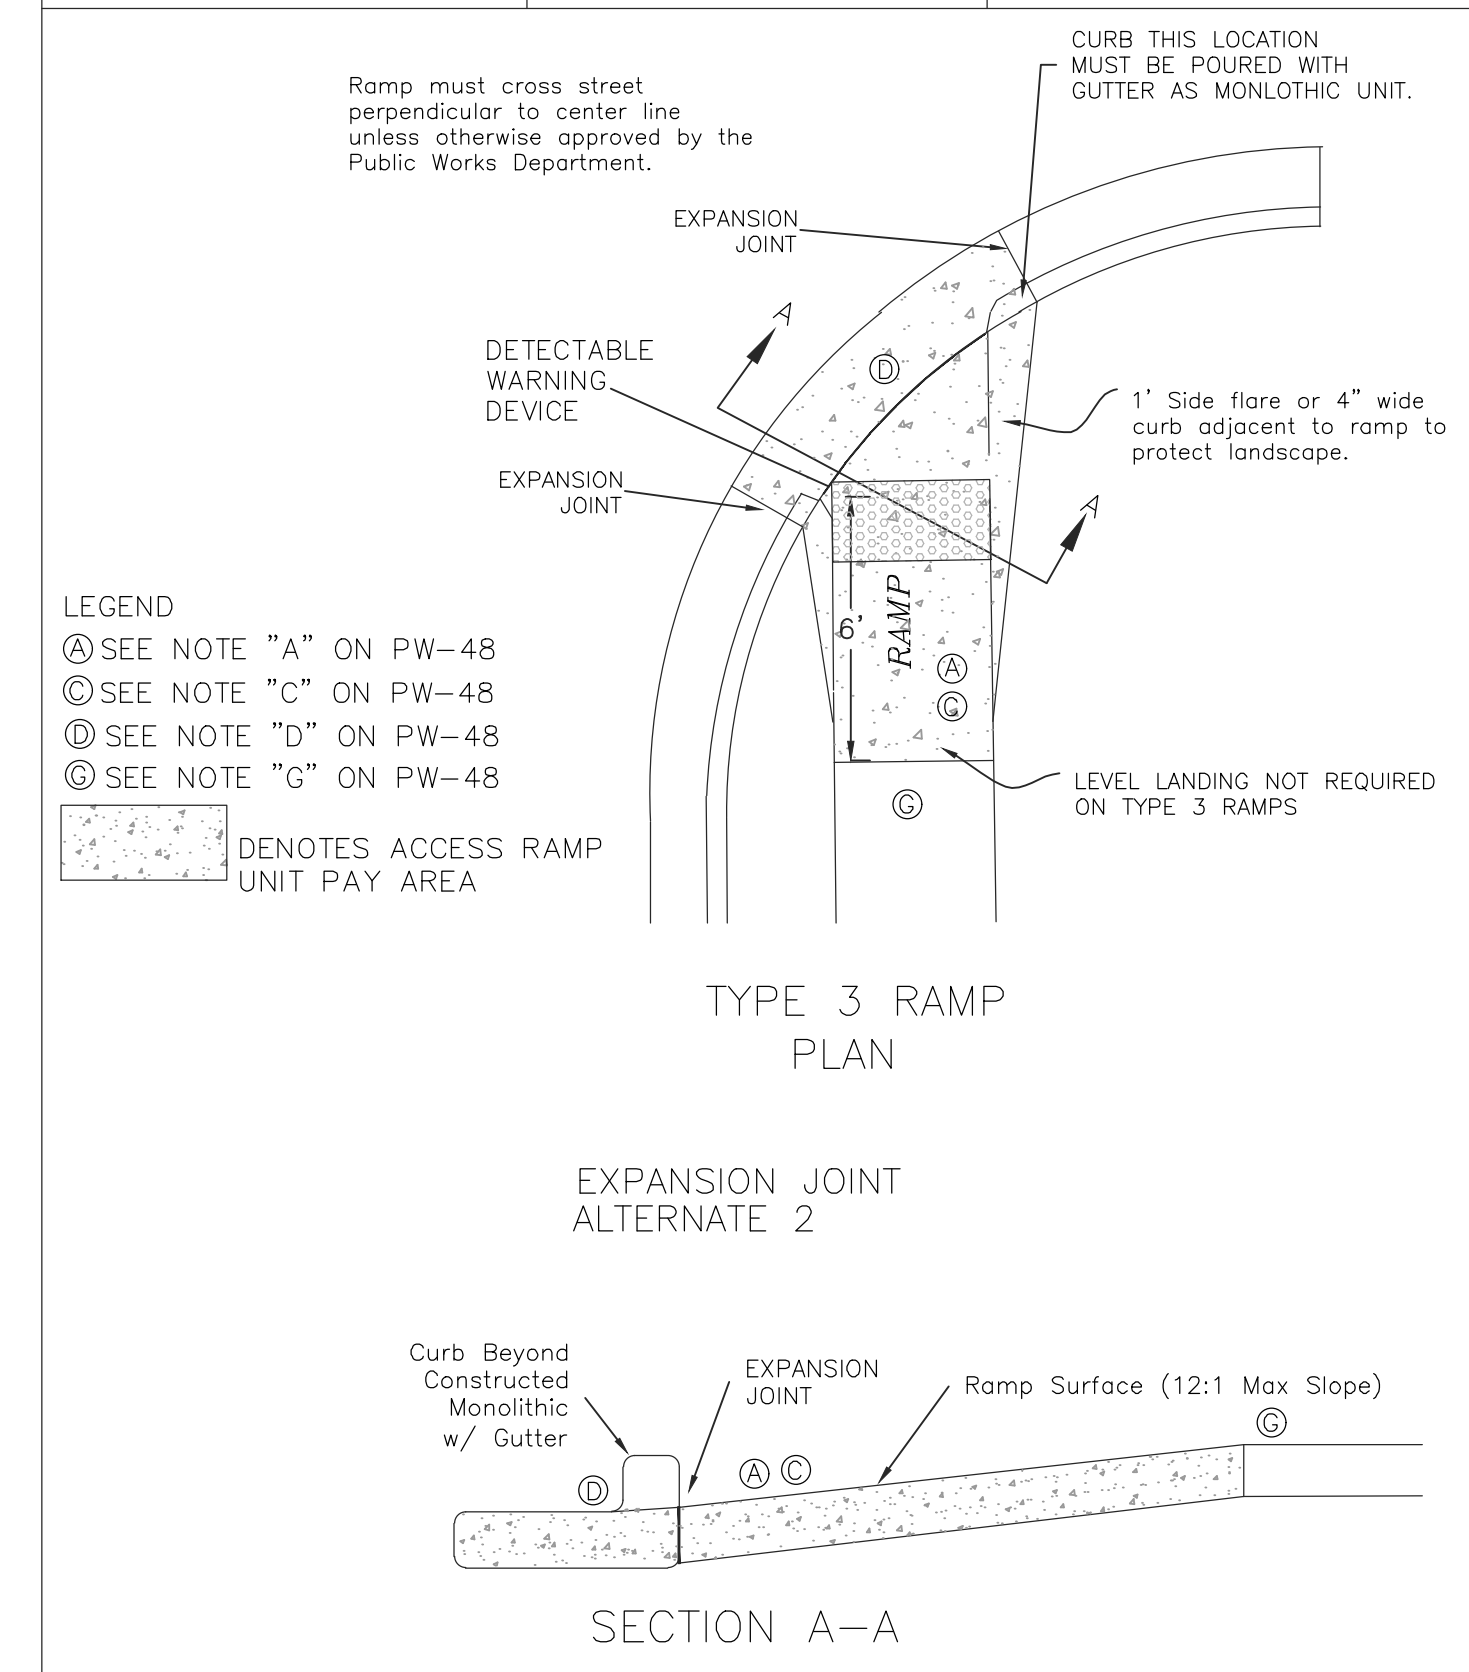 Ramp must cross street
perpendicular to center line
unless otherwise approved by the
Public Works Department.
CURB THIS LOCATION
MUST BE POURED WITH
GUTTER AS MONLOTHIC UNIT.
EXPANSION
JOINT
A
DETECTABLE
WARNING
DEVICE
D
1' Side flare or 4" wide
curb adjacent to ramp to
protect landscape.
EXPANSION
JOINT
A
6'
RAMP
A
C
LEGEND
A SEE NOTE "A" ON PW-48
C SEE NOTE "C" ON PW-48
D SEE NOTE "D" ON PW-48
G SEE NOTE "G" ON PW-48
DENOTES ACCESS RAMP
UNIT PAY AREA
G
LEVEL LANDING NOT REQUIRED
ON TYPE 3 RAMPS
TYPE 3 RAMP
PLAN
EXPANSION JOINT
ALTERNATE 2
Curb Beyond
Constructed
Monolithic
w/ Gutter
EXPANSION
JOINT
Ramp Surface (12:1 Max Slope)
G
D
A C
SECTION A-A